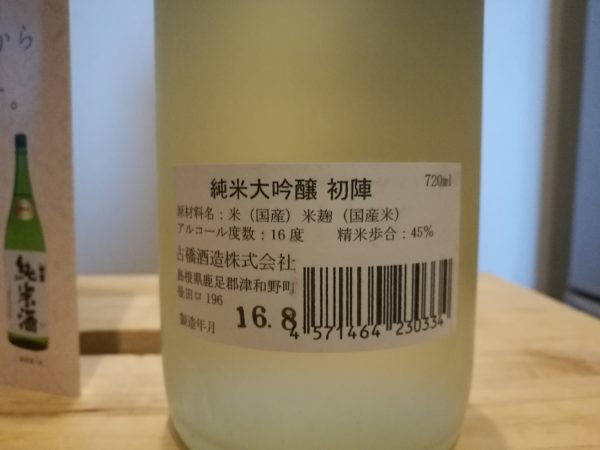 から
。
純米酒
純米大吟醸 初陣
720ml
原材料名：米（国産）米麹（国産米）
アルコール度数：16度　精米歩合：45%
古橋酒造株式会社
島根県鹿足郡津和野町
後田ロ196
製造年月
16.8
4 571464 230334